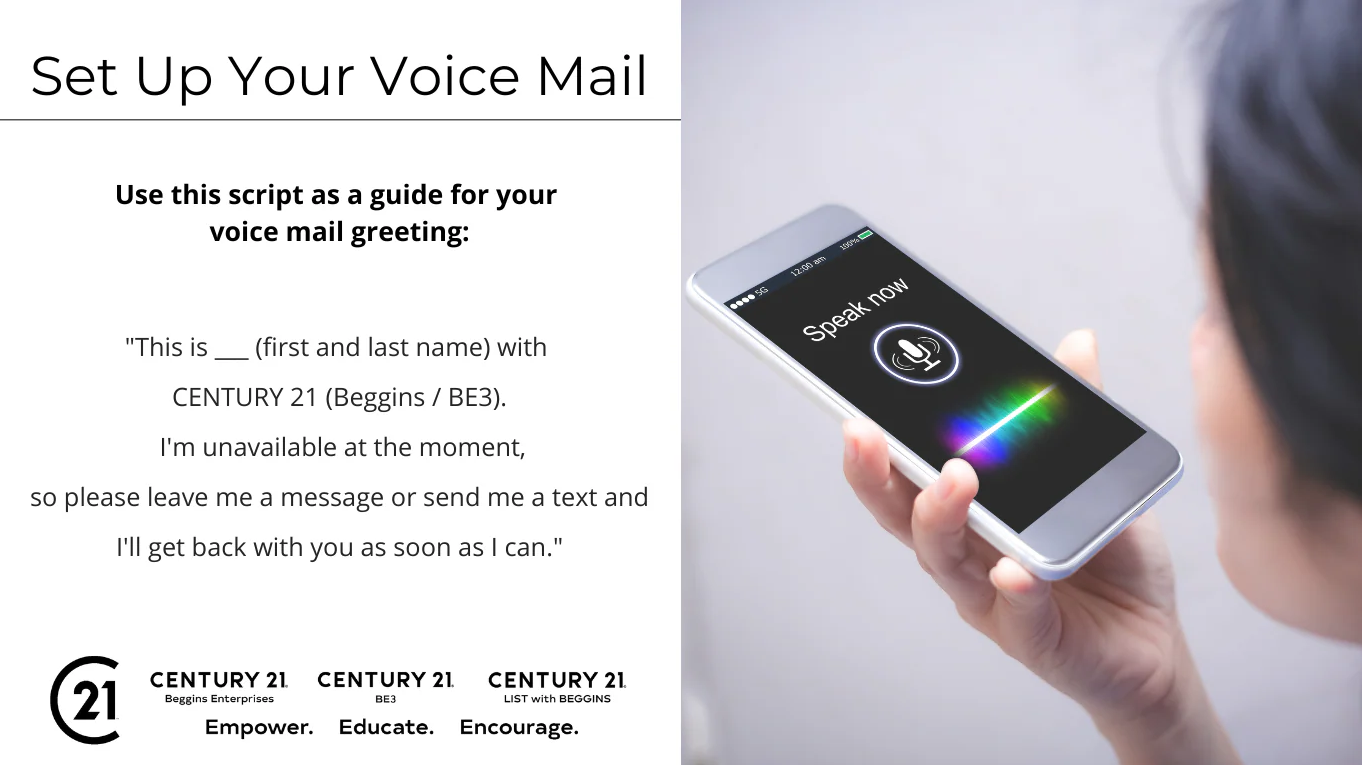 Set Up Your Voice Mail
Use this script as a guide for your
voice mail greeting:
"This is ___ (first and last name) with
CENTURY 21 (Beggins / BE3).
I'm unavailable at the moment,
so please leave me a message or send me a text and
I'll get back with you as soon as I can."
C21
CENTURY 21. CENTURY 21. CENTURY 21.
Beggins Enterprises BE3 LIST with BEGGINS
Empower. Educate. Encourage.
5G 12:00 am 100%
Speak now